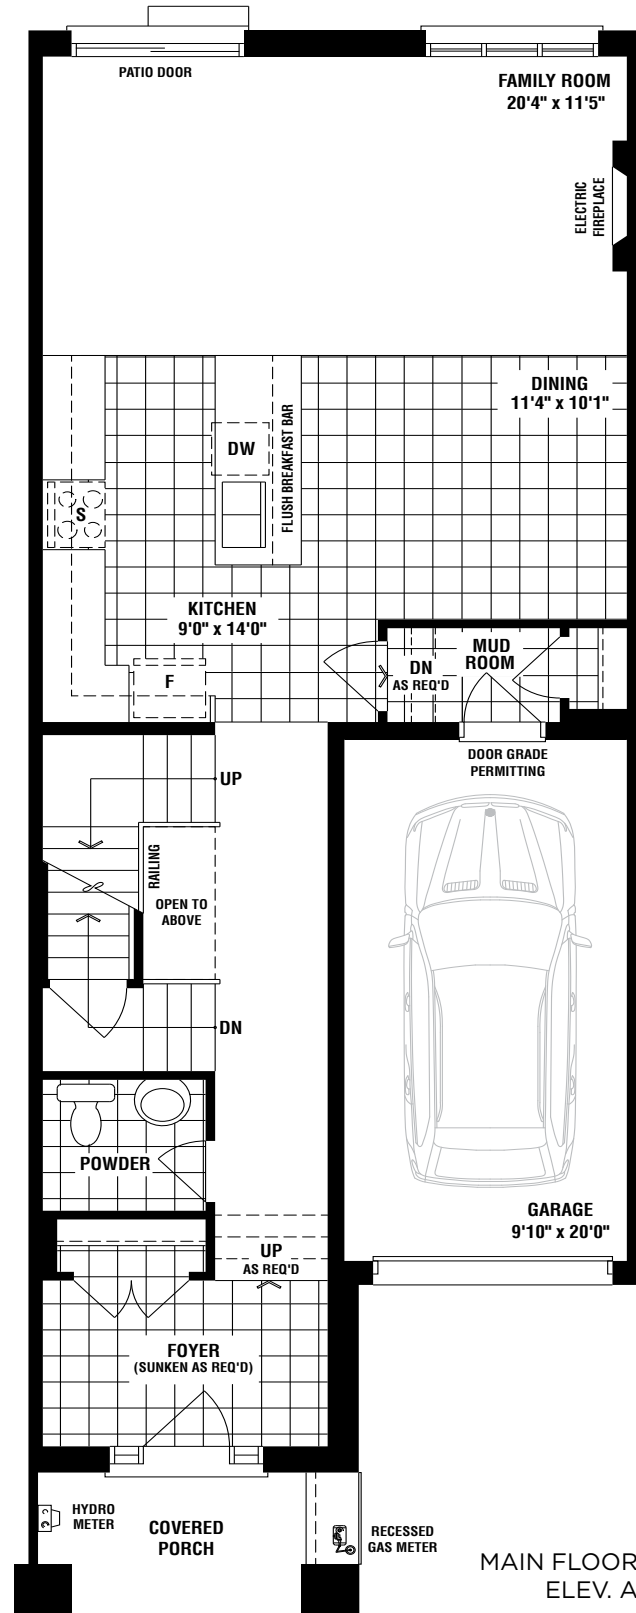 PATIO DOOR
FAMILY ROOM
20'4" x 11'5"
ELECTRIC
FIREPLACE
DINING
11'4" x 10'1"
DW
FLUSH BREAKFAST BAR
S
KITCHEN
9'0" x 14'0"
F
DN
AS REQ'D
MUD
ROOM
DOOR GRADE
PERMITTING
UP
RAILING
OPEN TO
ABOVE
DN
POWDER
GARAGE
9'10" x 20'0"
UP
AS REQ'D
FOYER
(SUNKEN AS REQ'D)
HYDRO
METER
COVERED
PORCH
RECESSED
GAS METER
MAIN FLOOR
ELEV. A